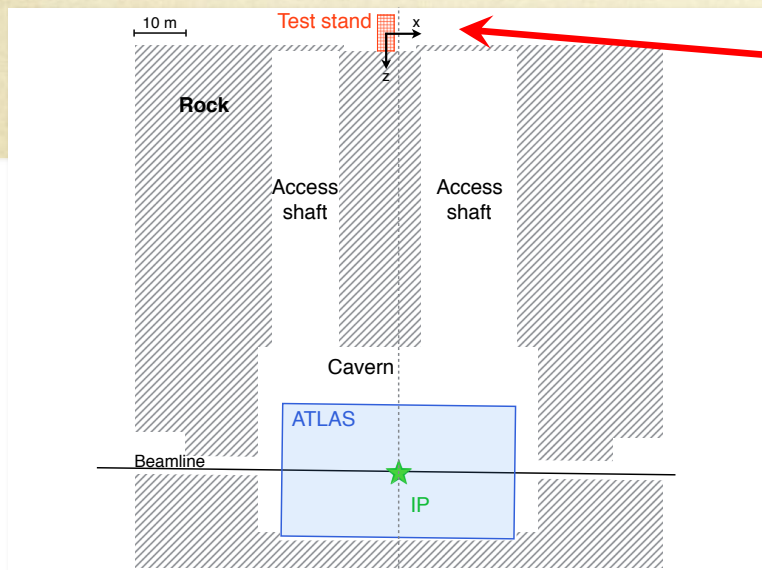 10 m
Test stand
x
z
Rock
Access
shaft
Access
shaft
Cavern
ATLAS
Beamline
IP